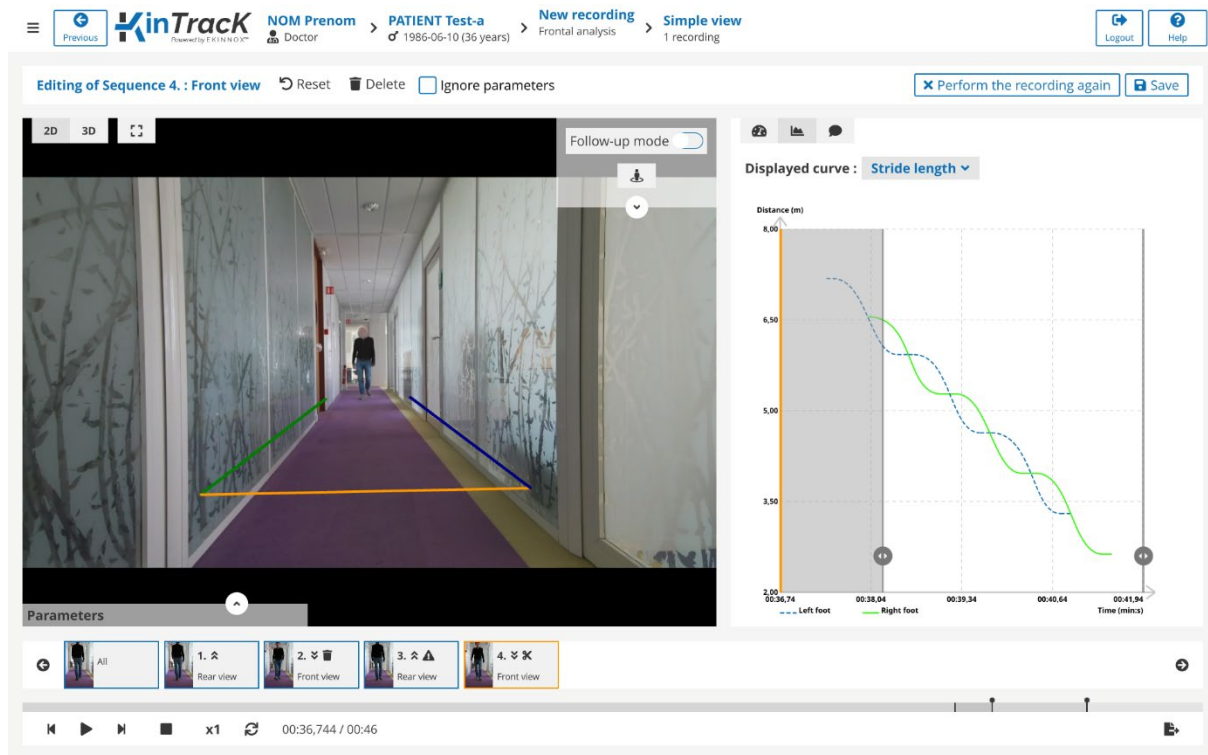 Previous
KinTracK
Powered by EKINNOX™
NOM Prenom
Doctor
PATIENT Test-a
1986-06-10 (36 years)
New recording
Frontal analysis
Simple view
1 recording
Logout
Help
Editing of Sequence 4. : Front view
Reset
Delete
Ignore parameters
Perform the recording again
Save
2D
3D
Follow-up mode
Displayed curve :
Stride length
Distance (m)
8,00
6,50
5,00
3,50
2,00
00:36,74
00:38,04
00:39,34
00:40,64
00:41,94
Left foot
Right foot
Time (min:s)
Parameters
All
1.
Rear view
2.
Front view
3.
Rear view
4.
Front view
x1
00:36,744 / 00:46